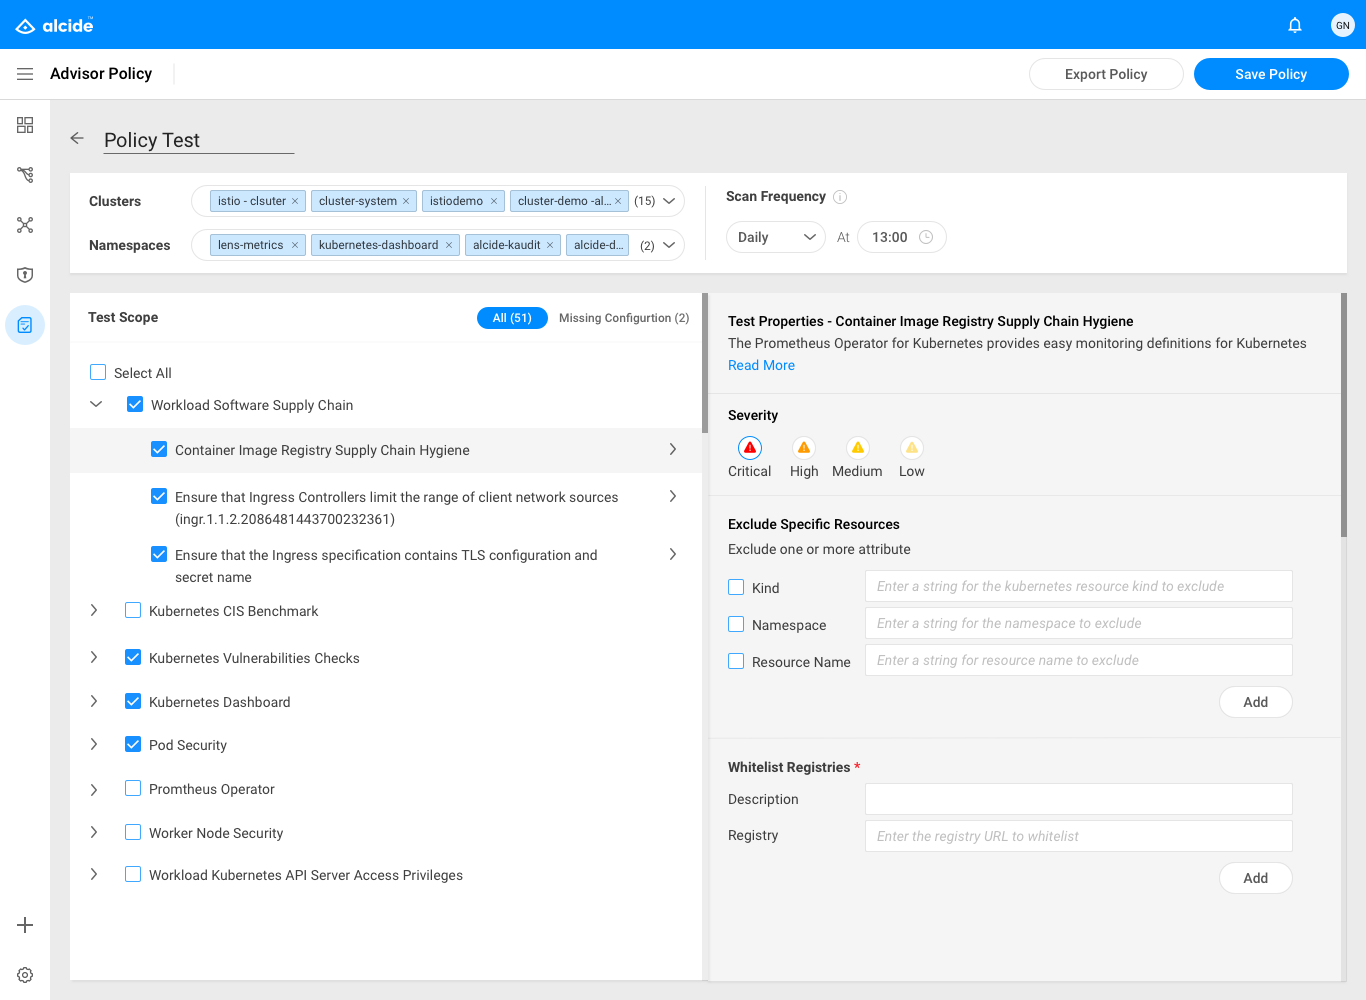 alcide™
GN
Advisor Policy
Export Policy
Save Policy
Policy Test
Clusters
istio - clsuter ×
cluster-system ×
istiodemo ×
cluster-demo -al... ×
(15)
Namespaces
lens-metrics ×
kubernetes-dashboard ×
alcide-kaudit ×
alcide-d...
(2)
Scan Frequency
Daily
At
13:00
Test Scope
All (51)
Missing Configurtion (2)
Select All
Workload Software Supply Chain
Container Image Registry Supply Chain Hygiene
Ensure that Ingress Controllers limit the range of client network sources
(ingr.1.1.2.2086481443700232361)
Ensure that the Ingress specification contains TLS configuration and
secret name
Kubernetes CIS Benchmark
Kubernetes Vulnerabilities Checks
Kubernetes Dashboard
Pod Security
Promtheus Operator
Worker Node Security
Workload Kubernetes API Server Access Privileges
Test Properties - Container Image Registry Supply Chain Hygiene
The Prometheus Operator for Kubernetes provides easy monitoring definitions for Kubernetes
Read More
Severity
Critical
High
Medium
Low
Exclude Specific Resources
Exclude one or more attribute
Kind
Enter a string for the kubernetes resource kind to exclude
Namespace
Enter a string for the namespace to exclude
Resource Name
Enter a string for resource name to exclude
Add
Whitelist Registries *
Description
Registry
Enter the registry URL to whitelist
Add